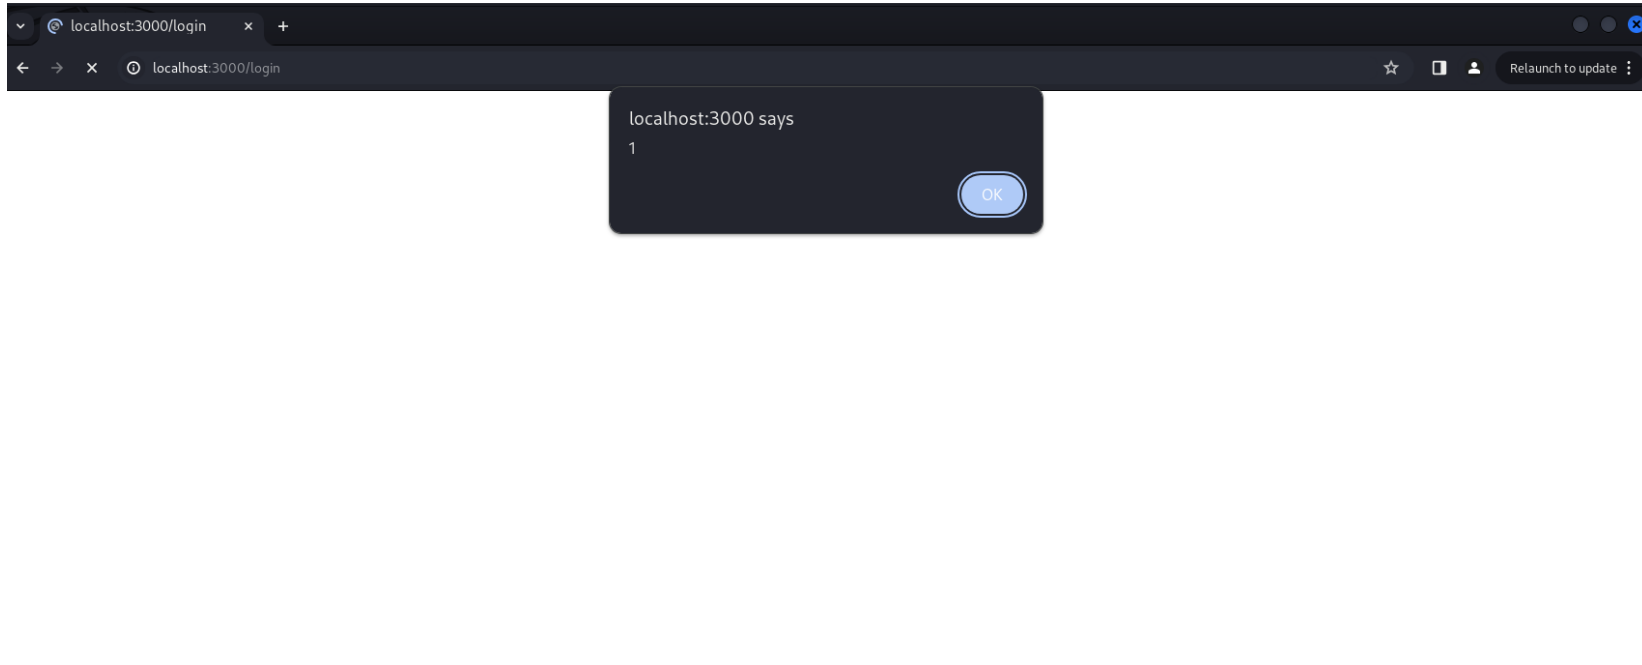 localhost:3000/login
localhost:3000/login
Relaunch to update
localhost:3000 says
1
OK